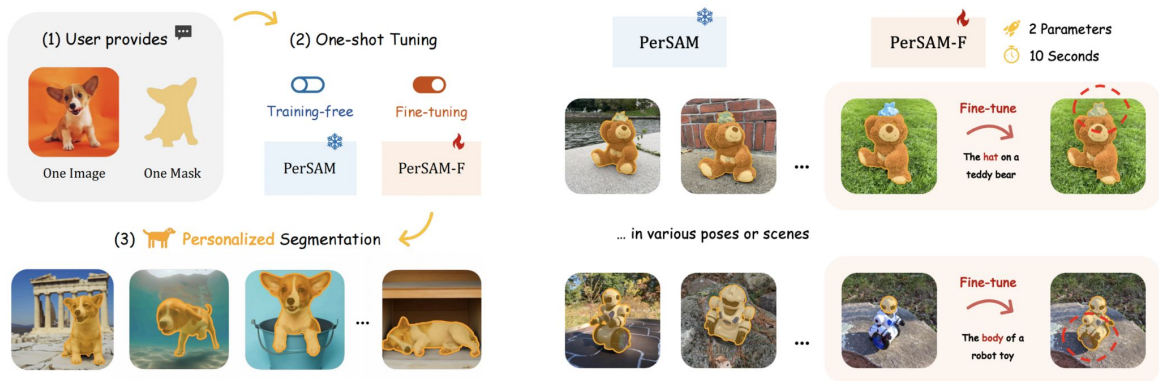 (1) User provides
One Image
One Mask
(2) One-shot Tuning
Training-free
Fine-tuning
PerSAM
PerSAM-F
(3) Personalized Segmentation
...
PerSAM
PerSAM-F
2 Parameters
10 Seconds
...
Fine-tune
The hat on a
teddy bear
... in various poses or scenes
...
Fine-tune
The body of a
robot toy